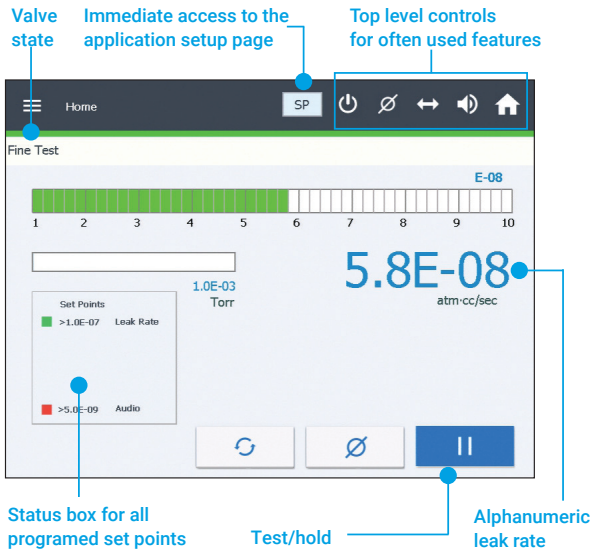 Valve
state
Immediate access to the
application setup page
Top level controls
for often used features
Home
SP
Fine Test
E-08
1 2 3 4 5 6 7 8 9 10
5.8E-08
atm·cc/sec
1.0E-03
Torr
Set Points
>1.0E-07 Leak Rate
>5.0E-09 Audio
Status box for all
programed set points
Test/hold
Alphanumeric
leak rate